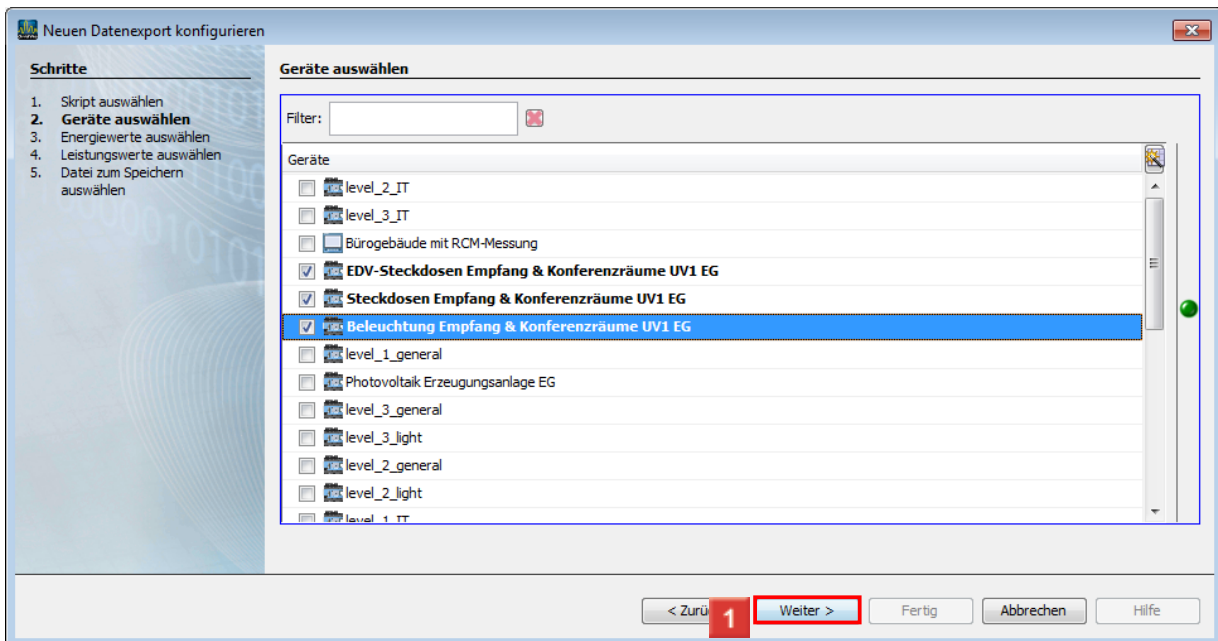 Neuen Datenexport konfigurieren
Schritte
1. Skript auswählen
2. Geräte auswählen
3. Energiewerte auswählen
4. Leistungswerte auswählen
5. Datei zum Speichern
auswählen
Geräte auswählen
Filter:
Geräte
level_2_IT
level_3_IT
Bürogebäude mit RCM-Messung
EDV-Steckdosen Empfang & Konferenzräume UV1 EG
Steckdosen Empfang & Konferenzräume UV1 EG
Beleuchtung Empfang & Konferenzräume UV1 EG
level_1_general
Photovoltaik Erzeugungsanlage EG
level_3_general
level_3_light
level_2_general
level_2_light
level_1_IT
< Zurü 1 Weiter > Fertig Abbrechen Hilfe